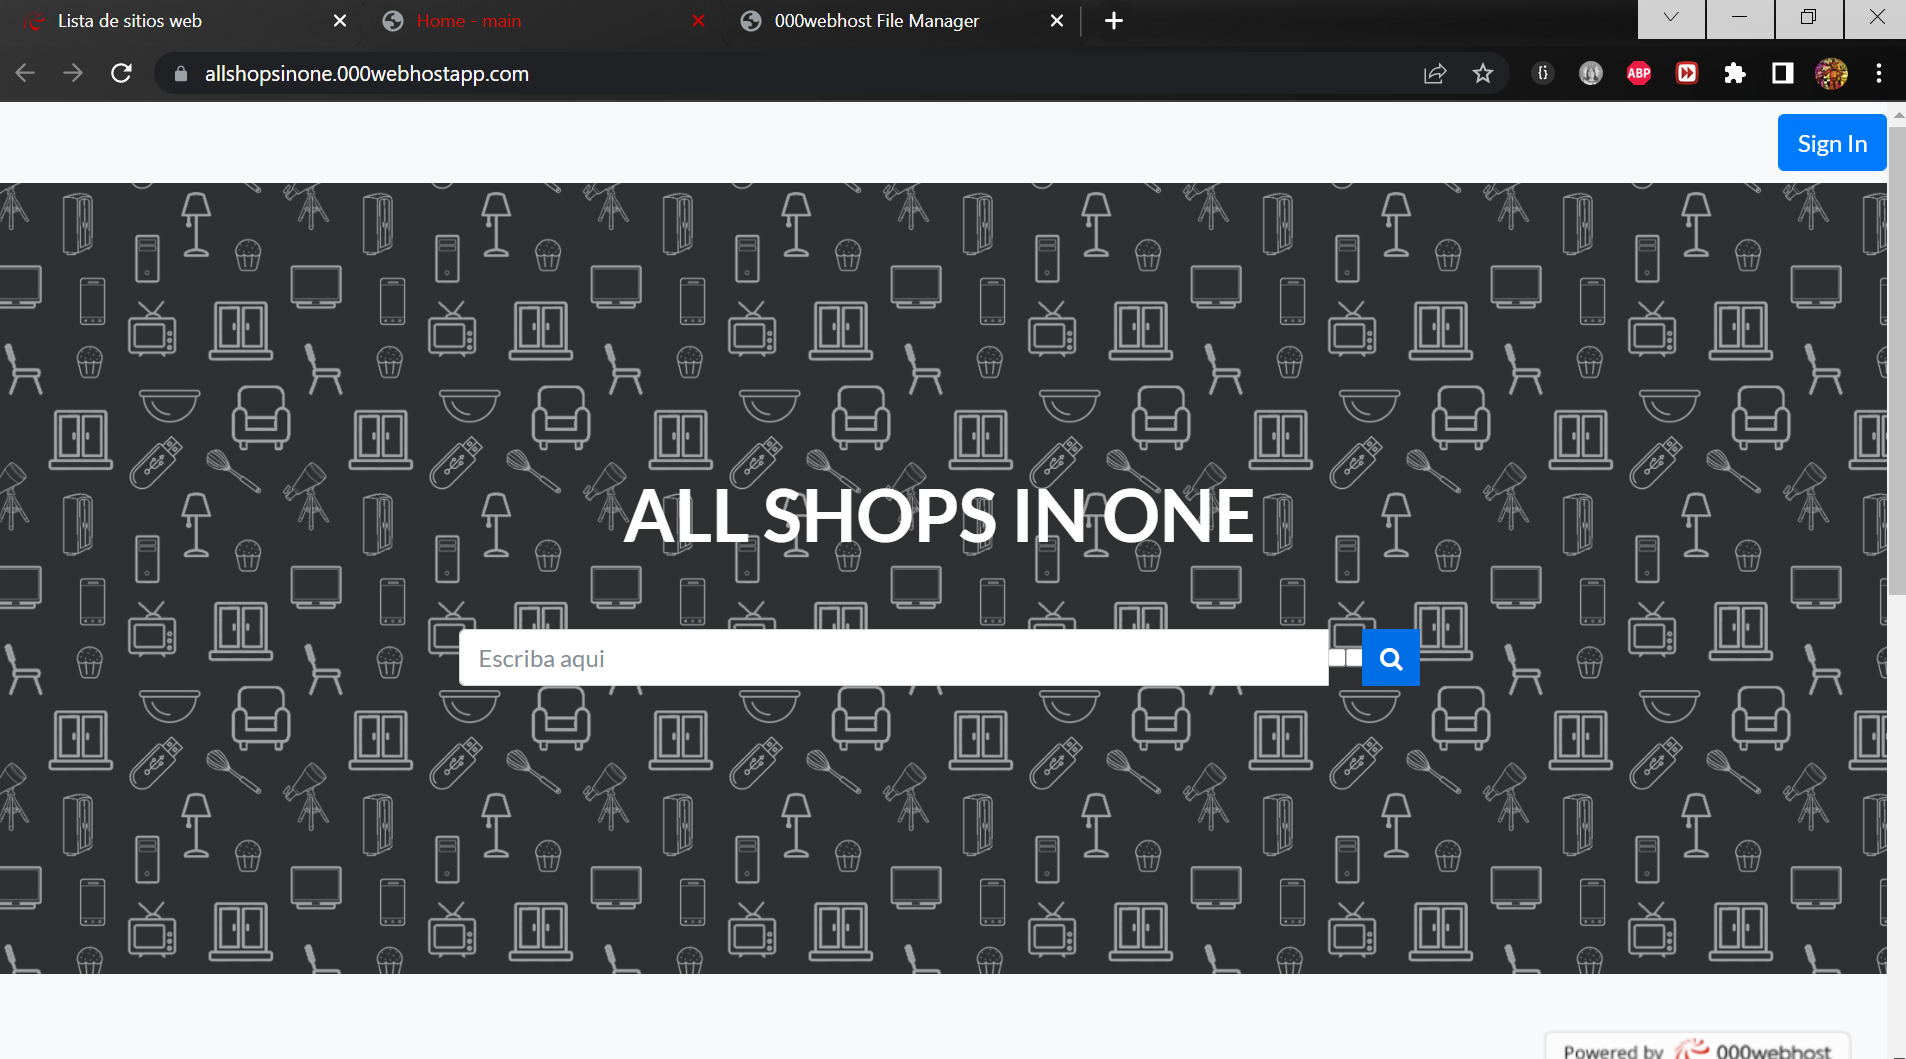 Lista de sitios web
Home - main
000webhost File Manager
allshopsinone.000webhostapp.com
ABP
Sign In
ALL SHOPS IN ONE
Escriba aqui
Powered by 000webhost